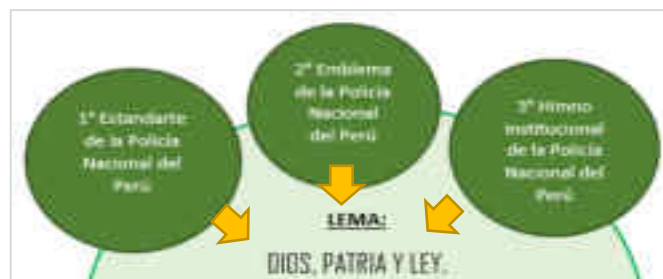 1° Estandarte
de la Policía
Nacional del
Perú
2° Emblema
de la Policía
Nacional
del Perú
3° Himno
institucional
de la Policía
Nacional del
Perú
LEMA:
DIOS, PATRIA Y LEY.